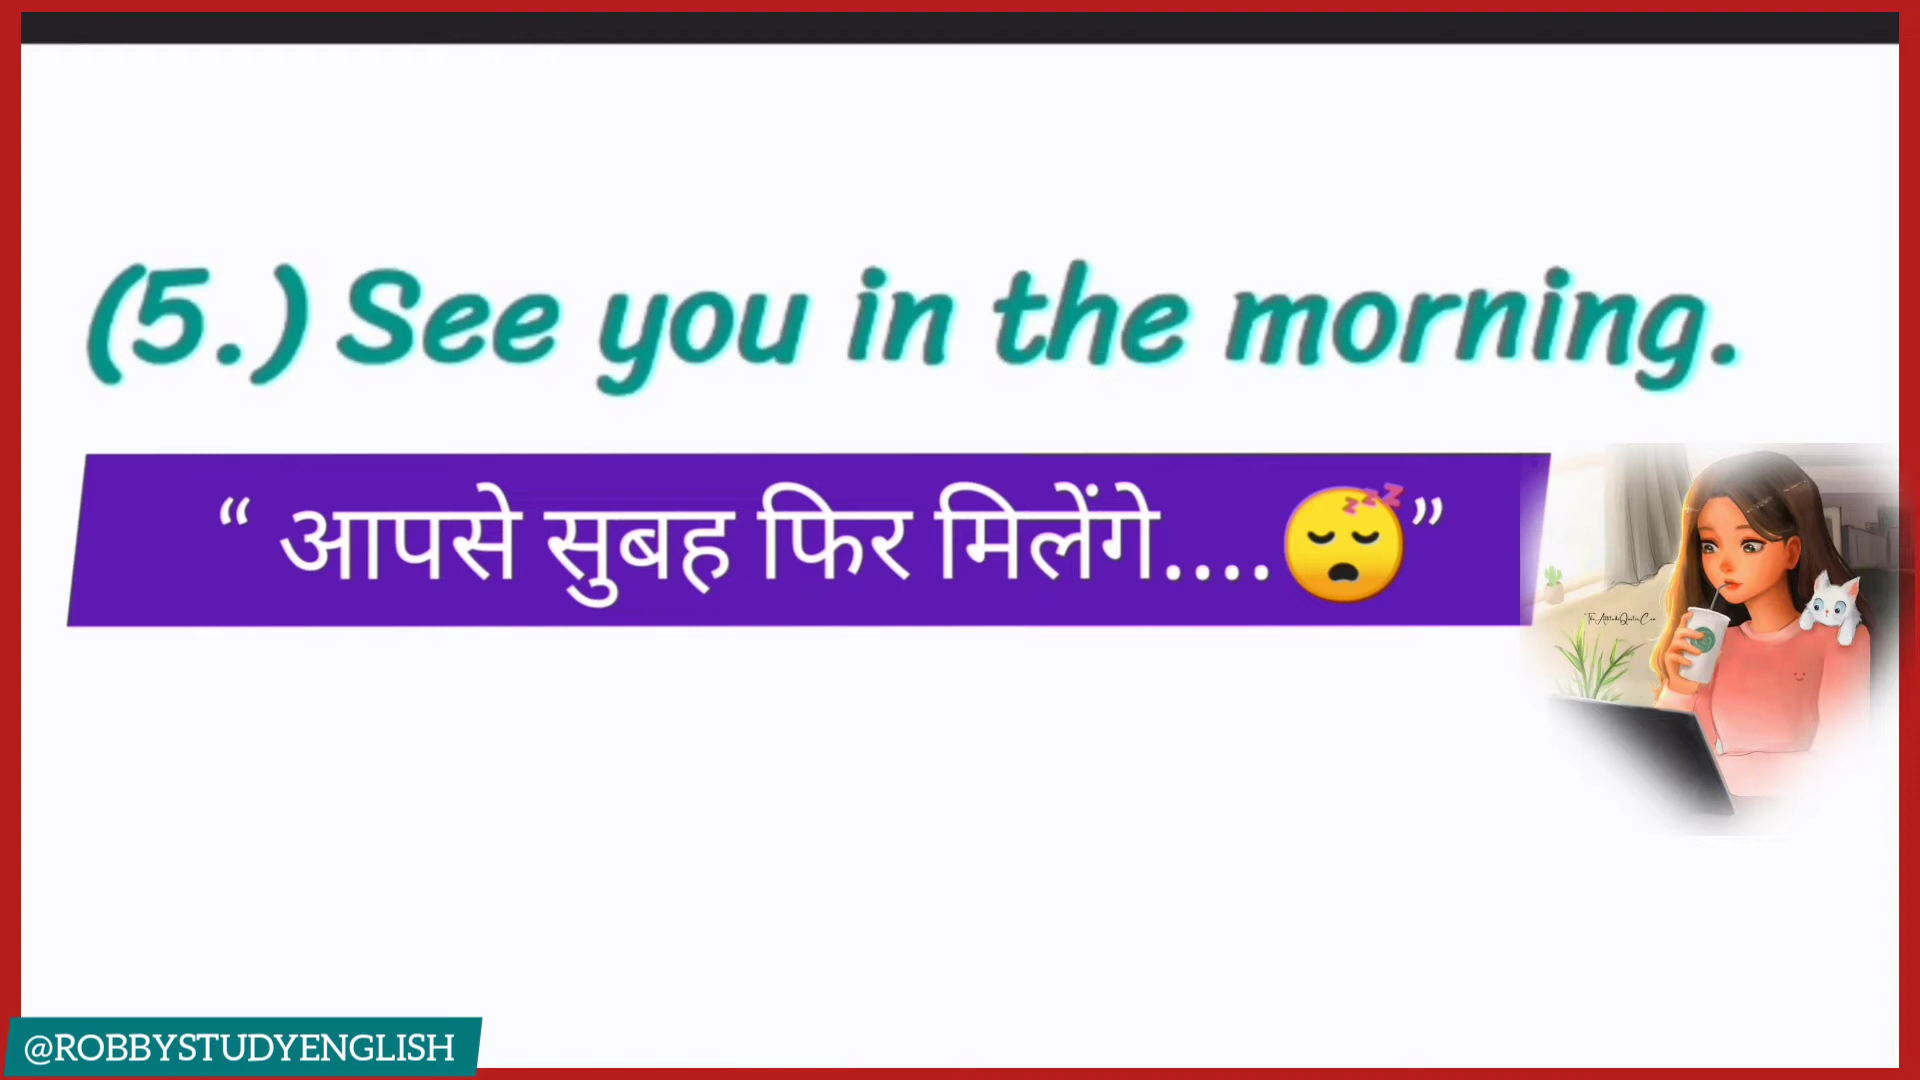 (5.) See you in the morning.
“ आपसे सुबह फिर मिलेंगे....😴”
@ROBBYSTUDYENGLISH